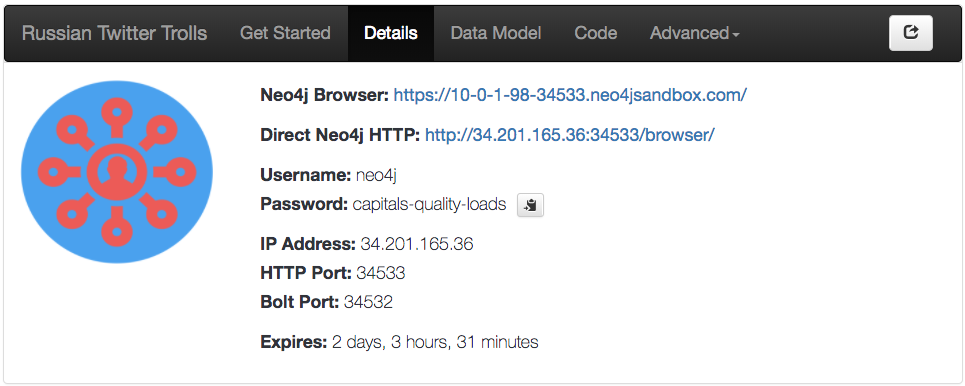 Russian Twitter Trolls Get Started Details Data Model Code Advanced
Neo4j Browser: https://10-0-1-98-34533.neo4jsandbox.com/
Direct Neo4j HTTP: http://34.201.165.36:34533/browser/
Username: neo4j
Password: capitals-quality-loads
IP Address: 34.201.165.36
HTTP Port: 34533
Bolt Port: 34532
Expires: 2 days, 3 hours, 31 minutes